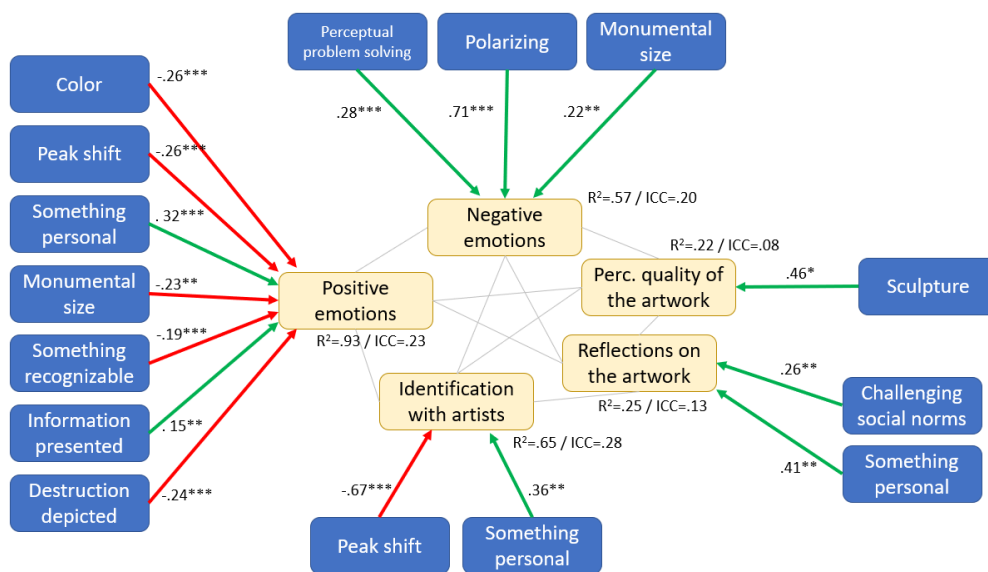 Perceptual
problem solving
Polarizing
Monumental
size
Color
-.26***
.28***
.71***
.22**
Peak shift
-.26***
Something
personal
. 32***
Negative
emotions
R²=.57 / ICC=.20
R²=.22 / ICC=.08
Monumental
size
-.23**
Positive
emotions
Perc. quality of
the artwork
.46*
Sculpture
Something
recognizable
-.19***
R²=.93 / ICC=.23
Reflections on
the artwork
.26**
Identification
with artists
R²=.25 / ICC=.13
Challenging
social norms
Information
presented
. 15**
R²=.65 / ICC=.28
.41**
Something
personal
Destruction
depicted
-.24***
-.67***
.36**
Peak shift
Something
personal